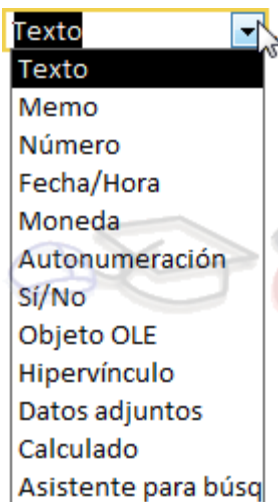 Texto
Texto
Memo
Número
Fecha/Hora
Moneda
Autonumeración
Sí/No
Objeto OLE
Hipervínculo
Datos adjuntos
Calculado
Asistente para búsq